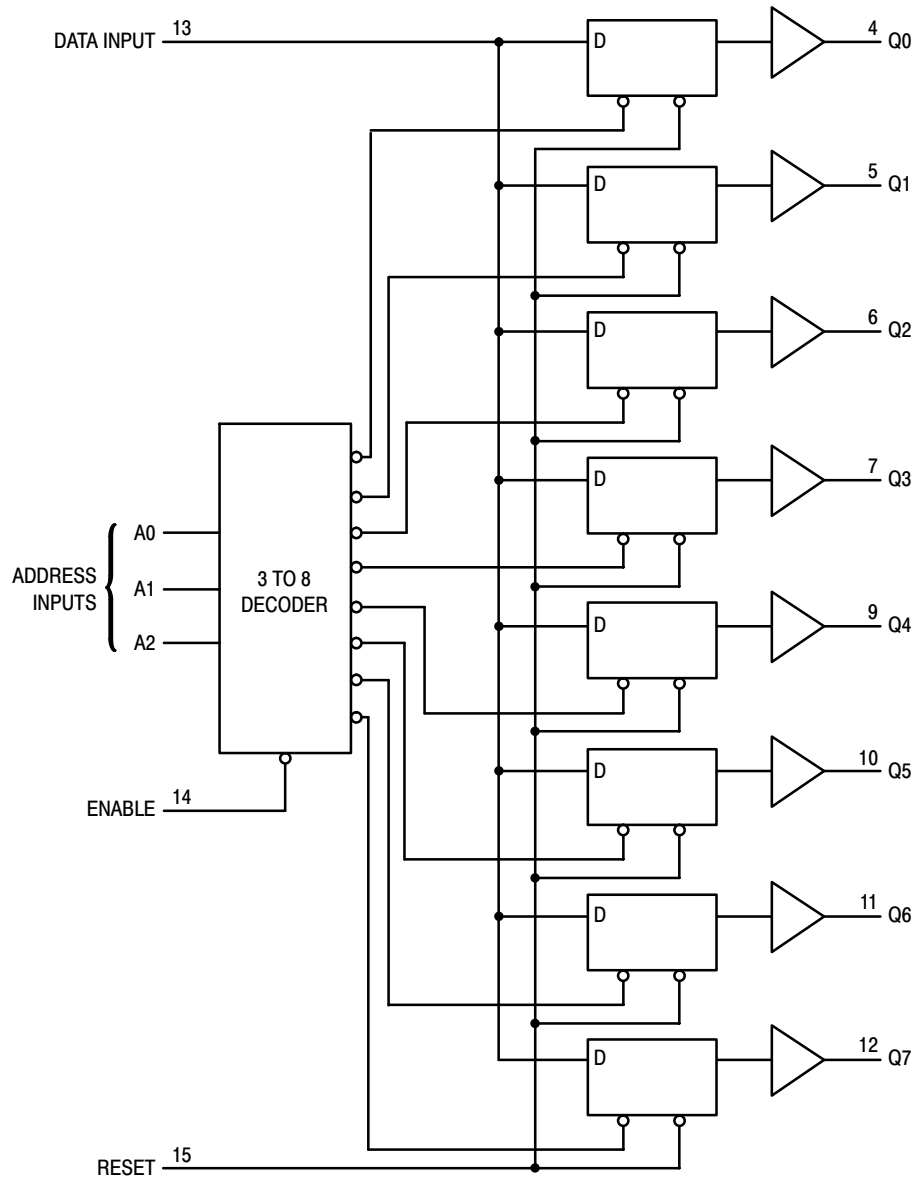 DATA INPUT 13
D
4 Q0
D
5 Q1
D
6 Q2
D
7 Q3
A0
ADDRESS
INPUTS
A1
A2
3 TO 8
DECODER
D
9 Q4
D
10 Q5
ENABLE 14
D
11 Q6
D
12 Q7
RESET 15